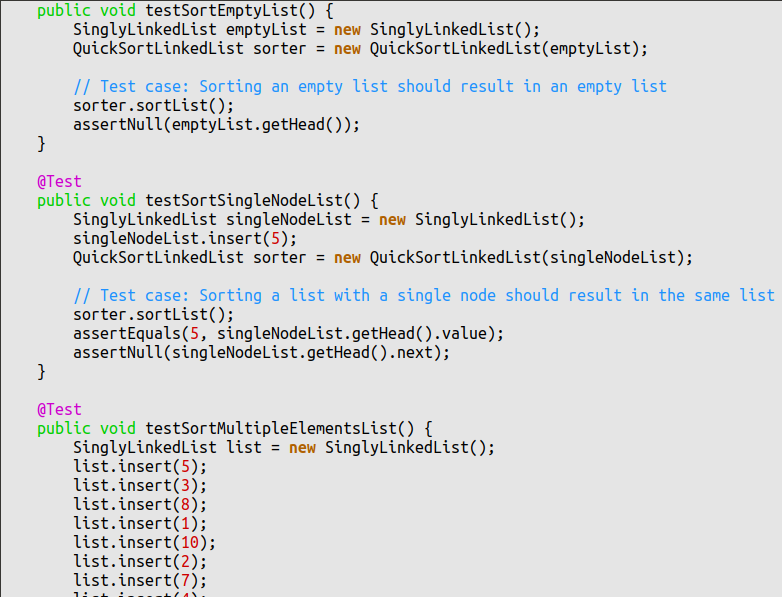 public void testSortEmptyList() {
SinglyLinkedList emptyList = new SinglyLinkedList();
QuickSortLinkedList sorter = new QuickSortLinkedList(emptyList);
// Test case: Sorting an empty list should result in an empty list
sorter.sortList();
assertNull(emptyList.getHead());
}
@Test
public void testSortSingleNodeList() {
SinglyLinkedList singleNodeList = new SinglyLinkedList();
singleNodeList.insert(5);
QuickSortLinkedList sorter = new QuickSortLinkedList(singleNodeList);
// Test case: Sorting a list with a single node should result in the same list
sorter.sortList();
assertEquals(5, singleNodeList.getHead().value);
assertNull(singleNodeList.getHead().next);
}
@Test
public void testSortMultipleElementsList() {
SinglyLinkedList list = new SinglyLinkedList();
list.insert(5);
list.insert(3);
list.insert(8);
list.insert(1);
list.insert(10);
list.insert(2);
list.insert(7);